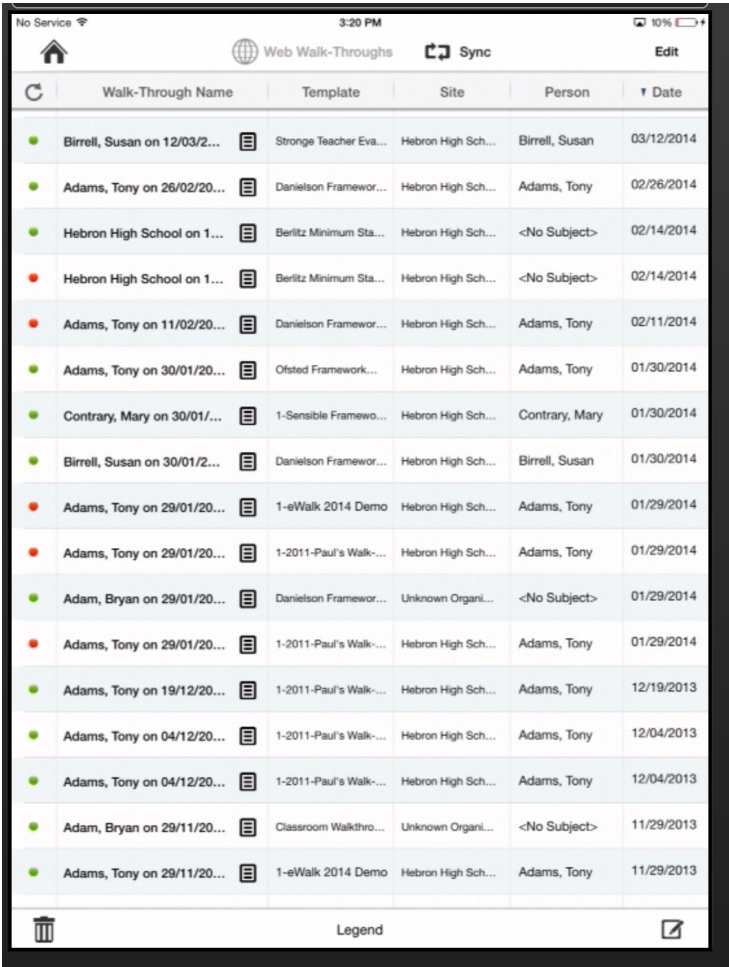 No Service 3:20 PM 10%
Web Walk-Throughs Sync Edit
Walk-Through Name Template Site Person Date
Birrell, Susan on 12/03/2... Stronge Teacher Eva... Hebron High Sch... Birrell, Susan 03/12/2014
Adams, Tony on 26/02/20... Danielson Framewor... Hebron High Sch... Adams, Tony 02/26/2014
Hebron High School on 1... Berlitz Minimum Sta... Hebron High Sch... <No Subject> 02/14/2014
Hebron High School on 1... Berlitz Minimum Sta... Hebron High Sch... <No Subject> 02/14/2014
Adams, Tony on 11/02/20... Danielson Framewor... Hebron High Sch... Adams, Tony 02/11/2014
Adams, Tony on 30/01/20... Ofsted Framework... Hebron High Sch... Adams, Tony 01/30/2014
Contrary, Mary on 30/01/... 1-Sensible Framewo... Hebron High Sch... Contrary, Mary 01/30/2014
Birrell, Susan on 30/01/2... Danielson Framewor... Hebron High Sch... Birrell, Susan 01/30/2014
Adams, Tony on 29/01/20... 1-eWalk 2014 Demo Hebron High Sch... Adams, Tony 01/29/2014
Adams, Tony on 29/01/20... 1-2011-Paul's Walk-... Hebron High Sch... Adams, Tony 01/29/2014
Adam, Bryan on 29/01/20... Danielson Framewor... Unknown Organi... <No Subject> 01/29/2014
Adams, Tony on 29/01/20... 1-2011-Paul's Walk-... Hebron High Sch... Adams, Tony 01/29/2014
Adams, Tony on 19/12/20... 1-2011-Paul's Walk-... Hebron High Sch... Adams, Tony 12/19/2013
Adams, Tony on 04/12/20... 1-2011-Paul's Walk-... Hebron High Sch... Adams, Tony 12/04/2013
Adams, Tony on 04/12/20... 1-2011-Paul's Walk-... Hebron High Sch... Adams, Tony 12/04/2013
Adam, Bryan on 29/11/20... Classroom Walkthro... Unknown Organi... <No Subject> 11/29/2013
Adams, Tony on 29/11/20... 1-eWalk 2014 Demo Hebron High Sch... Adams, Tony 11/29/2013
Legend